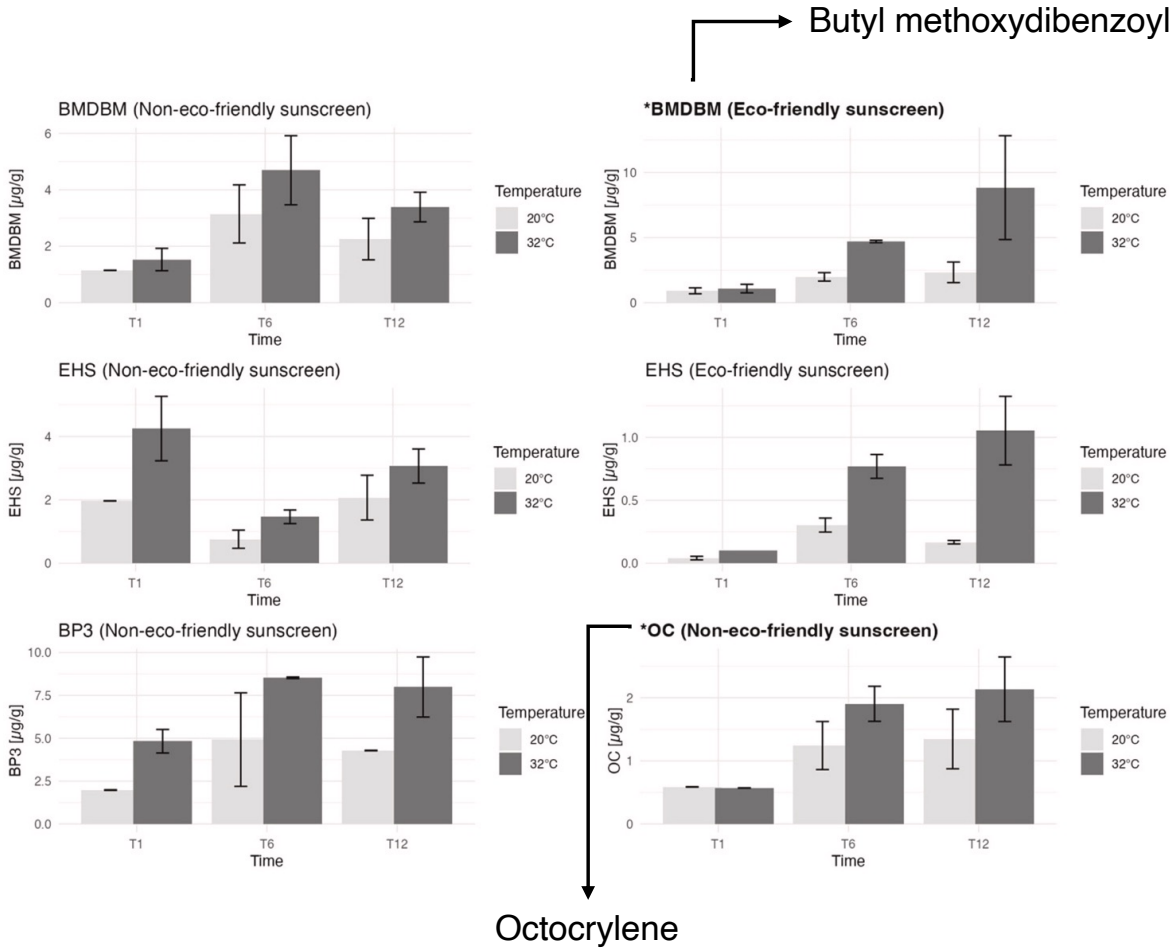 Butyl methoxydibenzoyl
BMDBM (Non-eco-friendly sunscreen)
6
4
2
0
BMDBM [µg/g]
T1
T6
T12
Time
Temperature
20°C
32°C
*BMDBM (Eco-friendly sunscreen)
10
5
0
BMDBM [µg/g]
T1
T6
T12
Time
Temperature
20°C
32°C
EHS (Non-eco-friendly sunscreen)
4
2
0
EHS [µg/g]
T1
T6
T12
Time
Temperature
20°C
32°C
EHS (Eco-friendly sunscreen)
1.0
0.5
0.0
EHS [µg/g]
T1
T6
T12
Time
Temperature
20°C
32°C
BP3 (Non-eco-friendly sunscreen)
10.0
7.5
5.0
2.5
0.0
BP3 [µg/g]
T1
T6
T12
Time
Temperature
20°C
32°C
*OC (Non-eco-friendly sunscreen)
2
1
0
OC [µg/g]
T1
T6
T12
Time
Temperature
20°C
32°C
Octocrylene